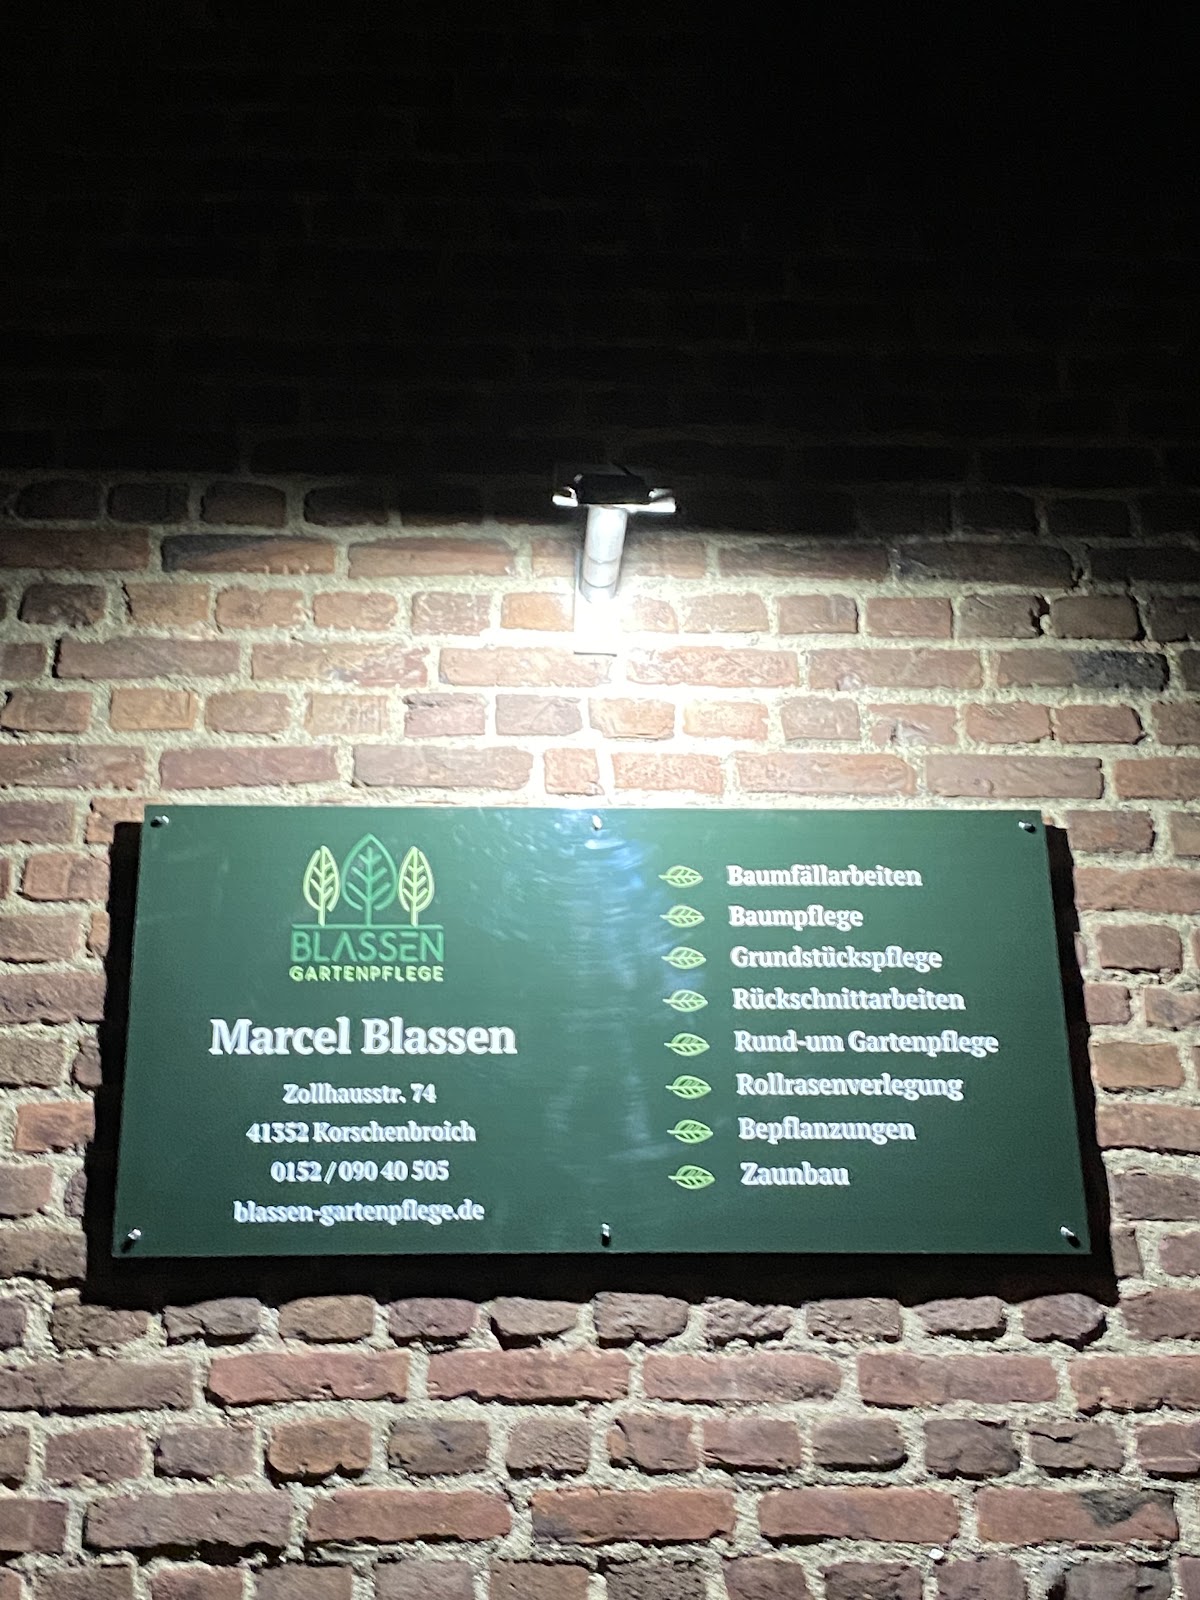 BLASSEN
GARTENPFLEGE
Marcel Blassen
Zollhausstr. 74
41352 Korschenbroich
0152 / 090 40 505
blassen-gartenpflege.de
Baumfällarbeiten
Baumpflege
Grundstückspflege
Rückschnittarbeiten
Rund-um Gartenpflege
Rollrasenverlegung
Bepflanzungen
Zaunbau